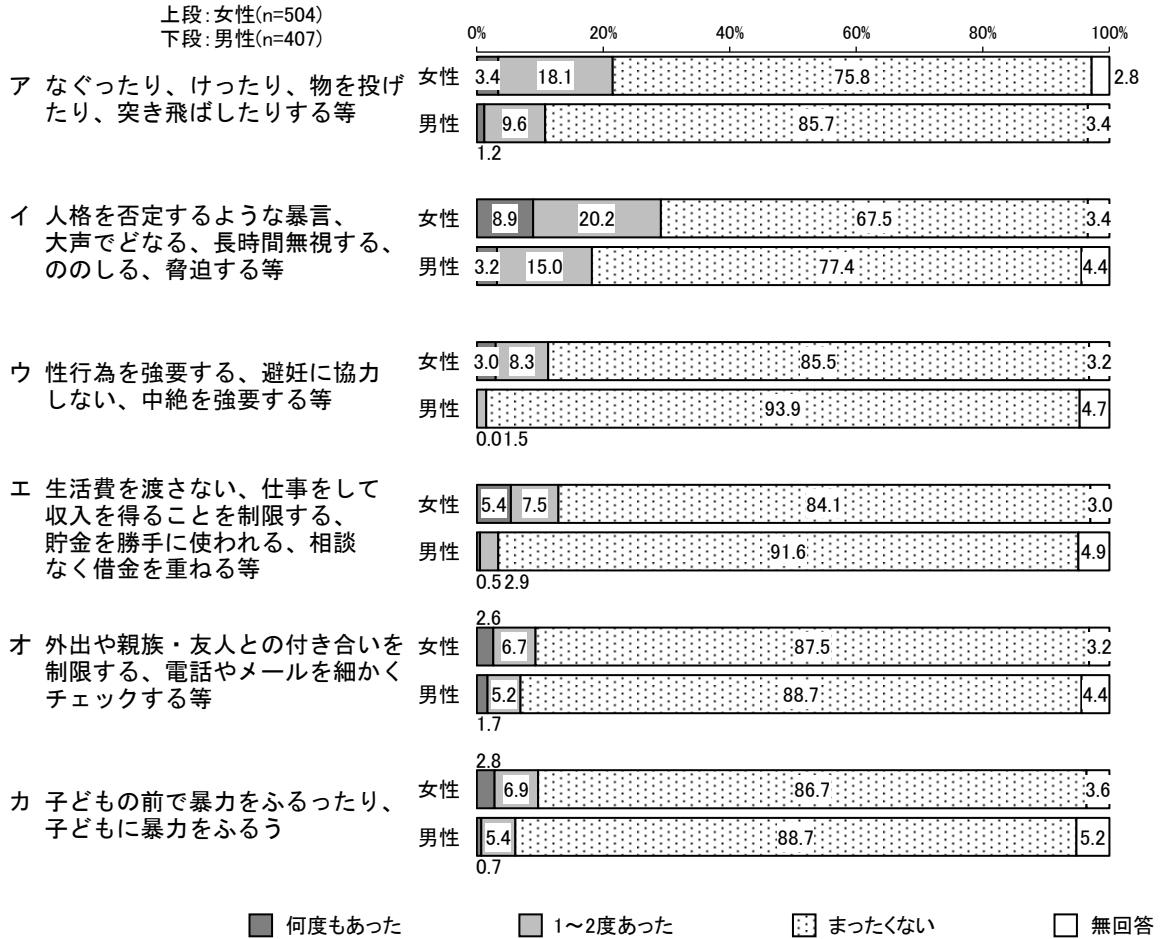 上段:女性(n=504)
下段:男性(n=407)
0% 20% 40% 60% 80% 100%
ア なぐったり、けったり、物を投げ
たり、突き飛ばしたりする等
女性 3.4 18.1 75.8 2.8
男性 9.6 85.7 3.4
1.2
イ 人格を否定するような暴言、
大声でどなる、長時間無視する、
ののしる、脅迫する等
女性 8.9 20.2 67.5 3.4
男性 3.2 15.0 77.4 4.4
ウ 性行為を強要する、避妊に協力
しない、中絶を強要する等
女性 3.0 8.3 85.5 3.2
男性 93.9 4.7
0.0 1.5
エ 生活費を渡さない、仕事をして
収入を得ることを制限する、
貯金を勝手に使われる、相談
なく借金を重ねる等
女性 5.4 7.5 84.1 3.0
男性 91.6 4.9
0.5 2.9
オ 外出や親族・友人との付き合いを
制限する、電話やメールを細かく
チェックする等
2.6
女性 6.7 87.5 3.2
男性 5.2 88.7 4.4
1.7
カ 子どもの前で暴力をふるったり、
子どもに暴力をふるう
2.8
女性 6.9 86.7 3.6
男性 5.4 88.7 5.2
0.7
何度もあった 1~2度あった まったくない 無回答